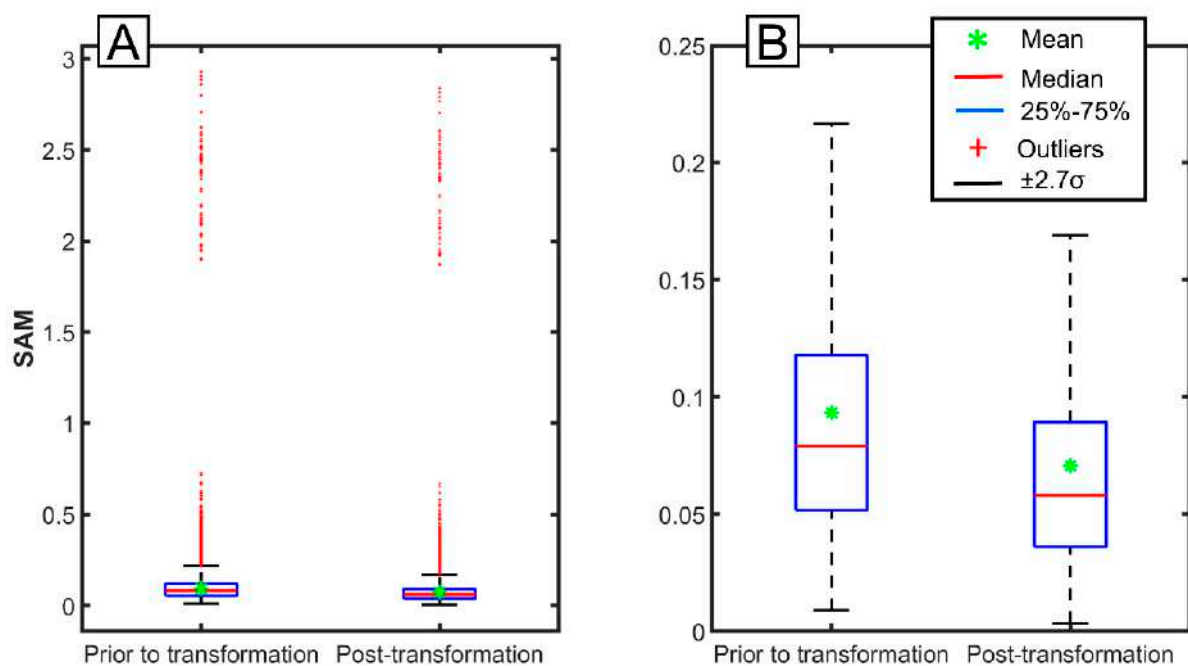 A
3
2.5
2
1.5
1
0.5
0
SAM
Prior to transformation
Post-transformation
B
0.25
0.2
0.15
0.1
0.05
0
Mean
Median
25%-75%
Outliers
±2.7σ
Prior to transformation
Post-transformation